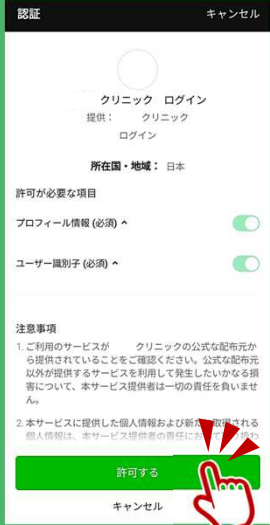 認証
キャンセル
クリニック ログイン
提供： クリニック
ログイン
所在国・地域： 日本
許可が必要な項目
プロフィール情報 (必須)
ユーザー識別子 (必須)
注意事項
1. ご利用のサービスが クリニックの公式な配布元か
ら提供されていることをご確認ください。公式な配布元
以外が提供するサービスを利用して発生したいかなる損
害について、本サービス提供者は一切の責任を負いませ
ん。
2. 本サービスに提供した個人情報および新た 取得される
個人情報は、本サービス提供者の責任にお 扱わ
許可する
キャンセル